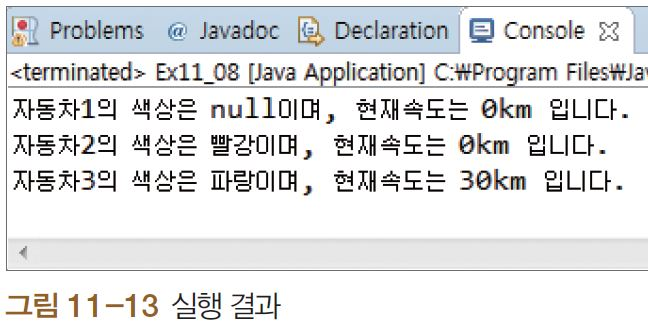 Problems @ Javadoc Declaration Console
<terminated> Ex11_08 [Java Application] C:₩Program Files₩Jav
자동차1의 색상은 null이며, 현재속도는 0km 입니다.
자동차2의 색상은 빨강이며, 현재속도는 0km 입니다.
자동차3의 색상은 파랑이며, 현재속도는 30km 입니다.
그림 11-13 실행 결과